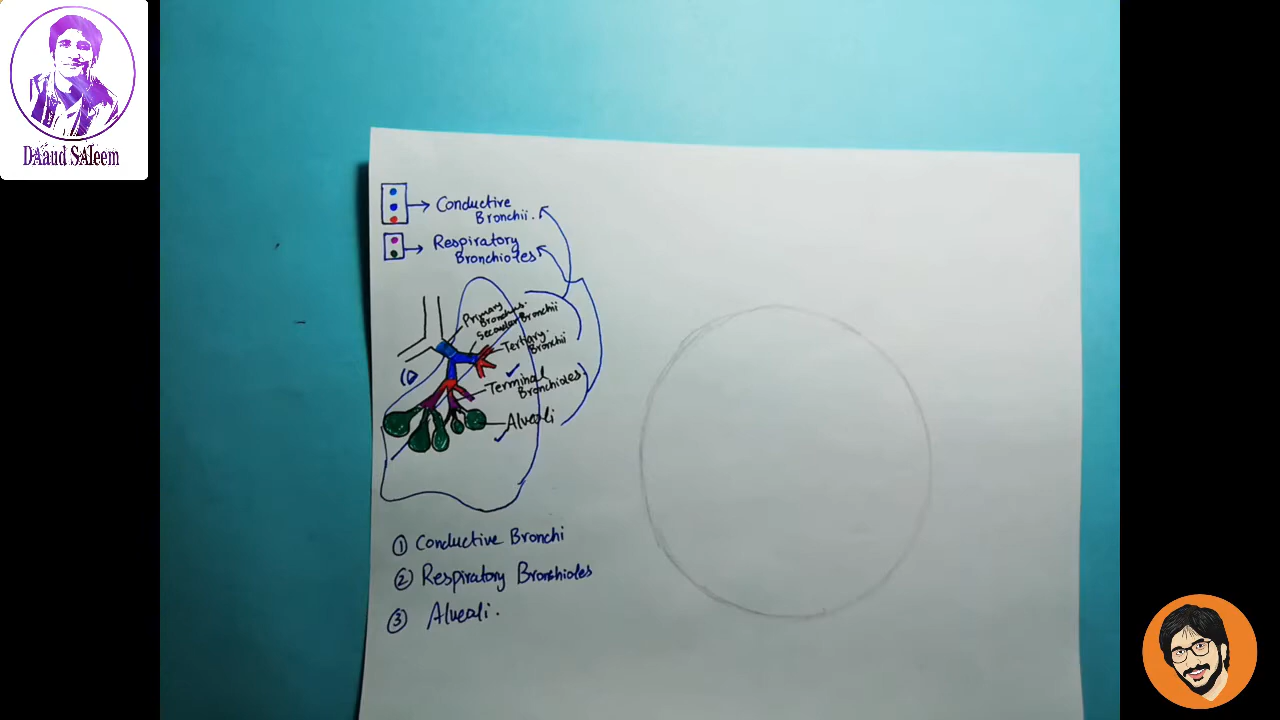 DAaud SAleem
Conductive
Bronchii.
Respiratory
Bronchioles
Primary
Bronchus.
Secondary Bronchii
Tertiary
Bronchii
Terminal
Bronchioles
Alveoli
① Conductive Bronchi
② Respiratory Bronchioles
③ Alveoli.